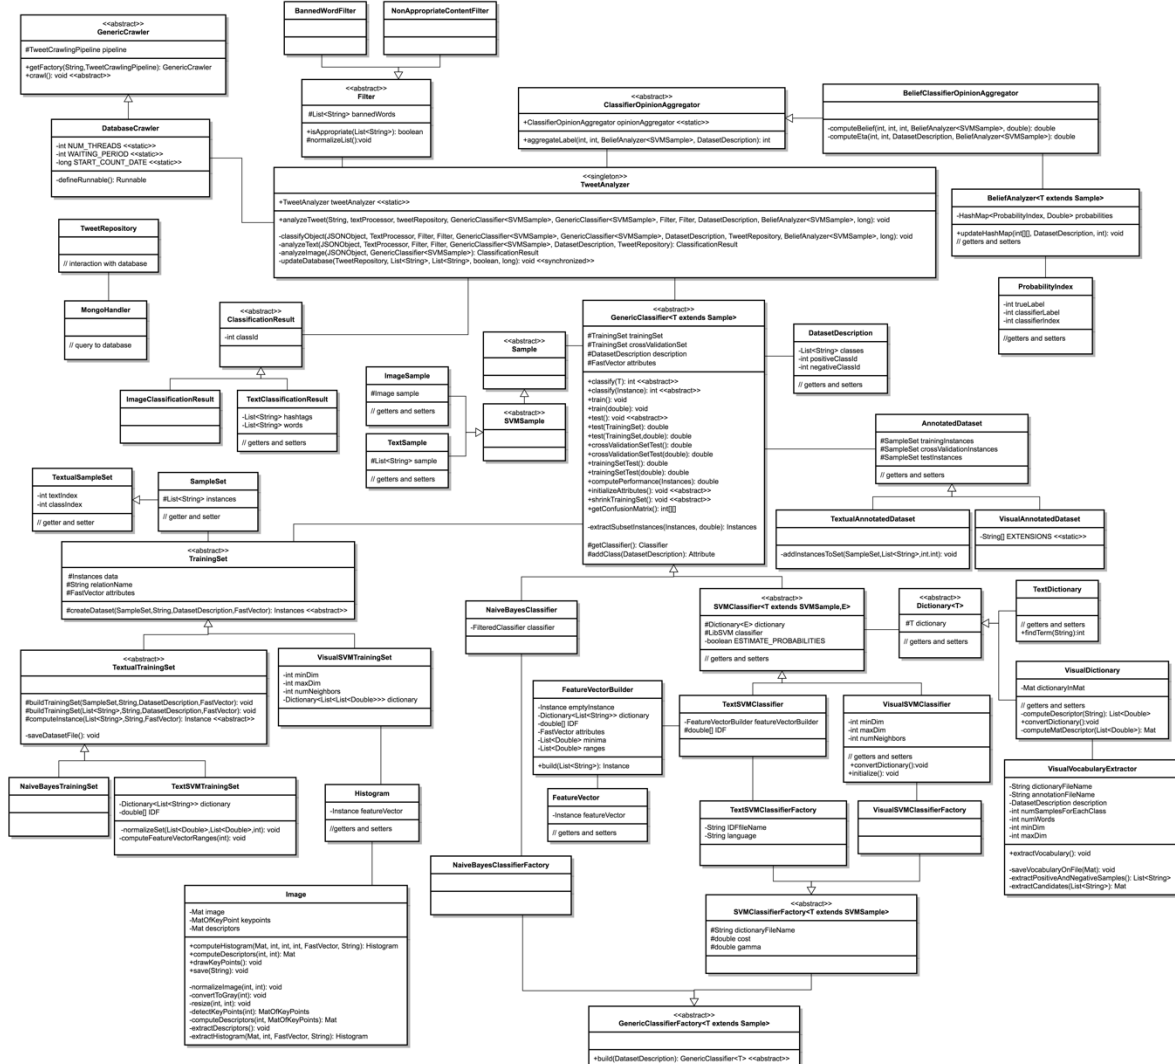 <<abstract>>
GenericCrawler
#TweetCrawlingPipeline pipeline
+getFactory(String,TweetCrawlingPipeline): GenericCrawler
+crawl(): void <<abstract>>
BannedWordFilter
NonAppropriateContentFilter
<<abstract>>
Filter
#List<String> bannedWords
+isAppropriate(List<String>): boolean
#normalizeList():void
<<abstract>>
ClassifierOpinionAggregator
+ClassifierOpinionAggregator opinionAggregator <<static>>
+aggregateLabel(int, int, BeliefAnalyzer<SVMSample>, DatasetDescription): int
BeliefClassifierOpinionAggregator
-computeBelief(int, int, int, BeliefAnalyzer<SVMSample>, double): double
-computeEta(int, int, DatasetDescription, BeliefAnalyzer<SVMSample>): double
DatabaseCrawler
-int NUM_THREADS <<static>>
-int WAITING_PERIOD <<static>>
-long START_COUNT_DATE <<static>>
-defineRunnable(): Runnable
<<singleton>>
TweetAnalyzer
+TweetAnalyzer tweetAnalyzer <<static>>
+analyzeTweet(String, textProcessor, tweetRepository, GenericClassifier<SVMSample>, GenericClassifier<SVMSample>, Filter, Filter, DatasetDescription, BeliefAnalyzer<SVMSample>, long): void
-classifyObject(JSONObject, TextProcessor, Filter, Filter, GenericClassifier<SVMSample>, GenericClassifier<SVMSample>, DatasetDescription, TweetRepository, BeliefAnalyzer<SVMSample>, long): void
-analyzeText(JSONObject, TextProcessor, Filter, Filter, GenericClassifier<SVMSample>, DatasetDescription, TweetRepository): ClassificationResult
-analyzeImage(JSONObject, GenericClassifier<SVMSample>): ClassificationResult
-updateDatabase(TweetRepository, List<String>, List<String>, boolean, long): void <<synchronized>>
BeliefAnalyzer<T extends Sample>
-HashMap<ProbabilityIndex, Double> probabilities
+updateHashMap(int[][], DatasetDescription, int): void
// getters and setters
TweetRepository
// interaction with database
MongoHandler
// query to database
ProbabilityIndex
-int trueLabel
-int classifierLabel
-int classifierIndex
//getters and setters
<<abstract>>
ClassificationResult
-int classId
ImageClassificationResult
TextClassificationResult
-List<String> hashtags
-List<String> words
// getters and setters
<<abstract>>
Sample
ImageSample
#Image sample
// getters and setters
<<abstract>>
SVMSample
TextSample
#List<String> sample
// getters and setters
<<abstract>>
GenericClassifier<T extends Sample>
#TrainingSet trainingSet
#TrainingSet crossValidationSet
#DatasetDescription description
#FastVector attributes
+classify(T): int <<abstract>>
+classify(Instance): int <<abstract>>
+train(): void
+train(double): void
+test(): void <<abstract>>
+test(TrainingSet): double
+test(TrainingSet,double): double
+crossValidationSetTest(): double
+crossValidationSetTest(double): double
+trainingSetTest(): double
+trainingSetTest(double): double
+computePerformance(Instances): double
+initializeAttributes(): void <<abstract>>
+shrinkTrainingSet(): void <<abstract>>
+getConfusionMatrix(): int[][]
-extractSubsetInstances(Instances, double): Instances
#getClassifier(): Classifier
#addClass(DatasetDescription): Attribute
DatasetDescription
-List<String> classes
-int positiveClassId
-int negativeClassId
// getters and setters
AnnotatedDataset
#SampleSet trainingInstances
#SampleSet crossValidationInstances
#SampleSet testInstances
// getters and setters
TextualAnnotatedDataset
-addInstancesToSet(SampleSet,List<String>,int.int): void
VisualAnnotatedDataset
-String[] EXTENSIONS <<static>>
TextualSampleSet
-int textIndex
-int classIndex
// getter and setter
SampleSet
#List<String> instances
// getter and setter
<<abstract>>
TrainingSet
#Instances data
#String relationName
#FastVector attributes
#createDataset(SampleSet,String,DatasetDescription,FastVector): Instances <<abstract>>
<<abstract>>
TextualTrainingSet
#buildTrainingSet(SampleSet,String,DatasetDescription,FastVector): void
#buildTrainingSet(List<String>,String,DatasetDescription,FastVector): void
#computeInstance(List<String>,String,FastVector): Instance <<abstract>>
-saveDatasetFile(): void
VisualSVMTrainingSet
-int minDim
-int maxDim
-int numNeighbors
-Dictionary<List<List<Double>>> dictionary
NaiveBayesTrainingSet
TextSVMTrainingSet
-Dictionary<List<String>> dictionary
-double[] IDF
-normalizeSet(List<Double>,List<Double>,int): void
-computeFeatureVectorRanges(int): void
Histogram
-Instance featureVector
//getters and setters
Image
-Mat image
-MatOfKeyPoint keypoints
-Mat descriptors
+computeHistogram(Mat, int, int, int, FastVector, String): Histogram
+computeDescriptors(int, int): Mat
+drawKeyPoints(): void
+save(String): void
-normalizeImage(int, int): void
-convertToGray(int): void
-resize(int, int): void
-detectKeyPoints(int): MatOfKeyPoints
-computeDescriptors(int, MatOfKeyPoints): Mat
-extractDescriptors(): void
-extractHistogram(Mat, int, FastVector, String): Histogram
NaiveBayesClassifier
-FilteredClassifier classifier
<<abstract>>
SVMClassifier<T extends SVMSample,E>
#Dictionary<E> dictionary
#LibSVM classifier
-boolean ESTIMATE_PROBABILITIES
// getters and setters
<<abstract>>
Dictionary<T>
#T dictionary
// getters and setters
TextDictionary
// getters and setters
+findTerm(String):int
VisualDictionary
-Mat dictionaryInMat
// getters and setters
-computeDescriptor(String): List<Double>
+convertDictionary():void
-computeMatDescriptor(List<Double>): Mat
FeatureVectorBuilder
-Instance emptyInstance
-Dictionary<List<String>> dictionary
-double[] IDF
-FastVector attributes
-List<Double> minima
-List<Double> ranges
+build(List<String>): Instance
TextSVMClassifier
-FeatureVectorBuilder featureVectorBuilder
#double[] IDF
VisualSVMClassifier
-int minDim
-int maxDim
-int numNeighbors
// getters and setters
+convertDictionary():void
+initialize(): void
FeatureVector
-Instance featureVector
// getters and setters
TextSVMClassifierFactory
-String IDFfileName
-String language
VisualSVMClassifierFactory
VisualVocabularyExtractor
-String dictionaryFileName
-String annotationFileName
-DatasetDescription description
-int numSamplesForEachClass
-int numWords
-int minDim
-int maxDim
+extractVocabulary(): void
-saveVocabularyOnFile(Mat): void
-extractPositiveAndNegativeSamples(): List<String>
-extractCandidates(List<String>): Mat
NaiveBayesClassifierFactory
<<abstract>>
SVMClassifierFactory<T extends SVMSample>
#String dictionaryFileName
#double cost
#double gamma
<<abstract>>
GenericClassifierFactory<T extends Sample>
+build(DatasetDescription): GenericClassifier<T> <<abstract>>